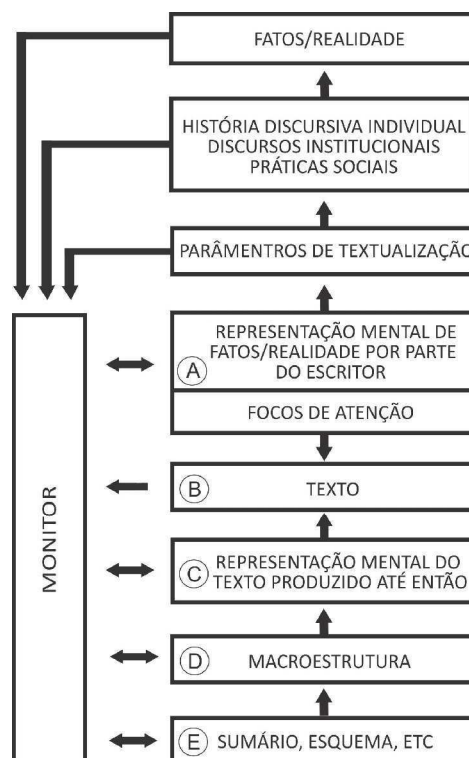 FATOS/REALIDADE
HISTÓRIA DISCURSIVA INDIVIDUAL
DISCURSOS INSTITUCIONAIS
PRÁTICAS SOCIAIS
PARÂMENTROS DE TEXTUALIZAÇÃO
REPRESENTAÇÃO MENTAL DE
FATOS/REALIDADE POR PARTE
DO ESCRITOR
A
FOCOS DE ATENÇÃO
B TEXTO
C REPRESENTAÇÃO MENTAL DO
TEXTO PRODUZIDO ATÉ ENTÃO
D MACROESTRUTURA
E SUMÁRIO, ESQUEMA, ETC
MONITOR